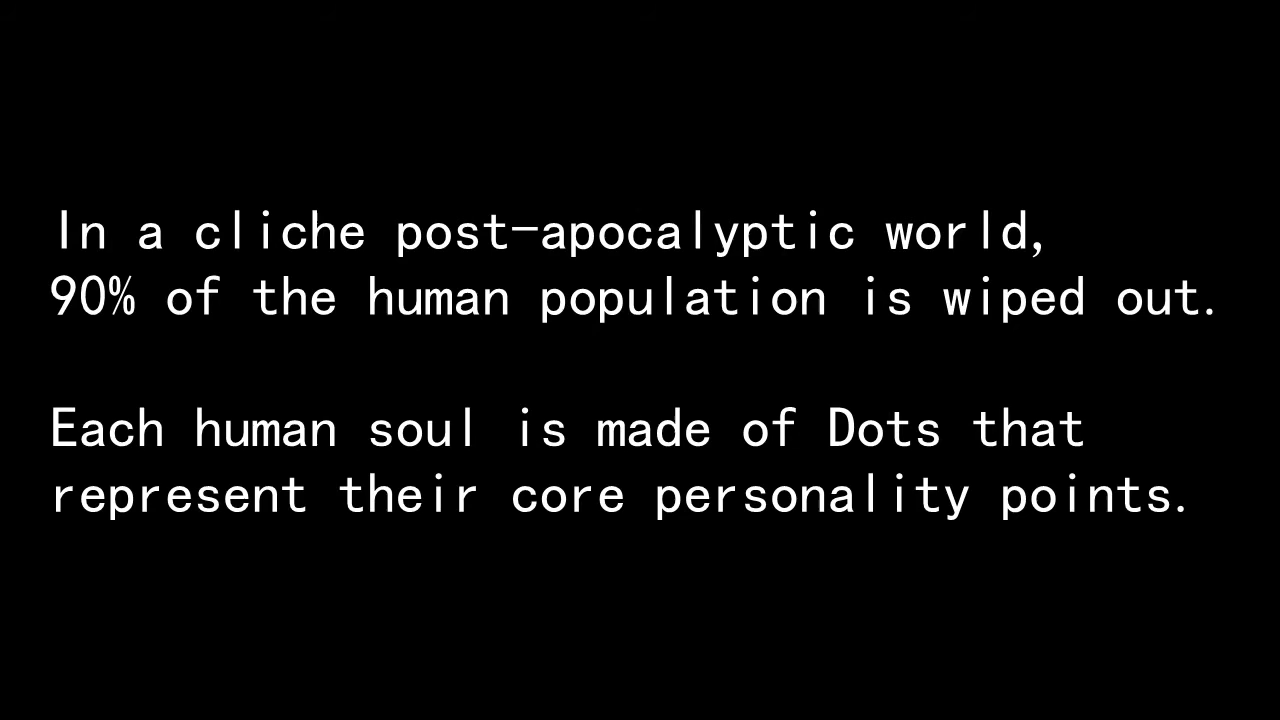 In a cliche post-apocalyptic world,
90% of the human population is wiped out.
Each human soul is made of Dots that
represent their core personality points.